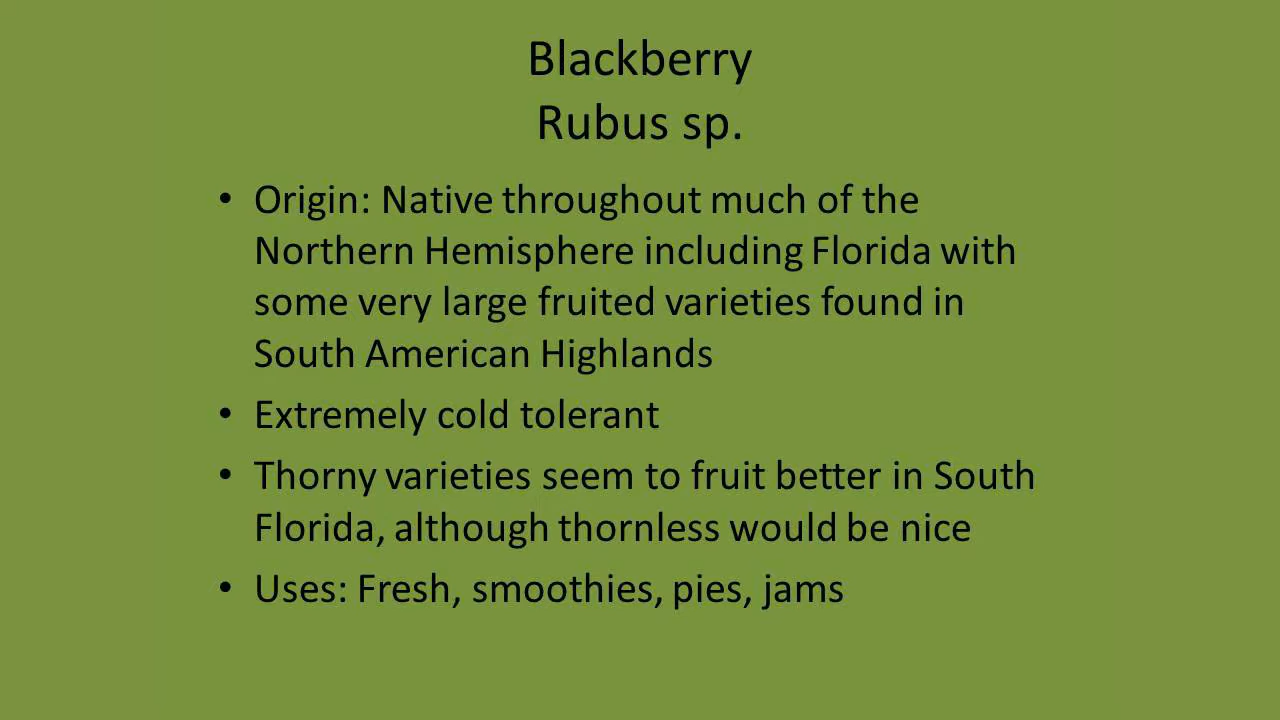 Blackberry
Rubus sp.
• Origin: Native throughout much of the
Northern Hemisphere including Florida with
some very large fruited varieties found in
South American Highlands
• Extremely cold tolerant
• Thorny varieties seem to fruit better in South
Florida, although thornless would be nice
• Uses: Fresh, smoothies, pies, jams